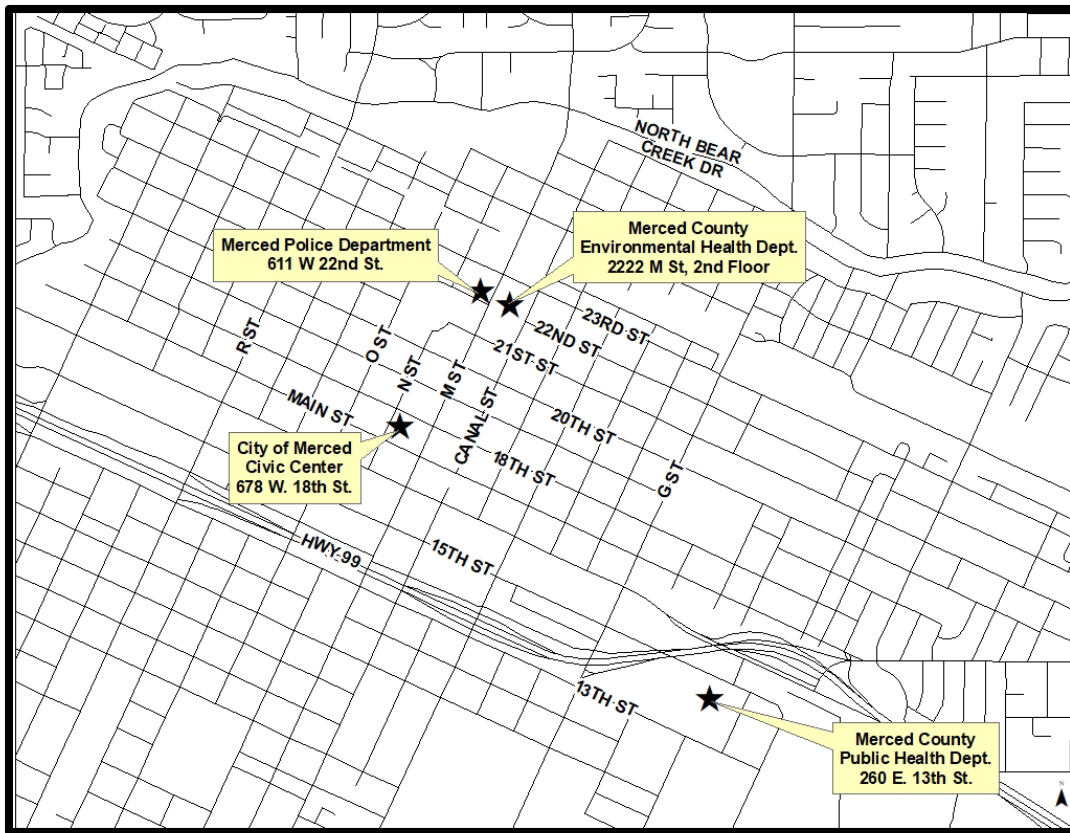 NORTH BEAR
CREEK DR
Merced Police Department
611 W 22nd St.
Merced County
Environmental Health Dept.
2222 M St, 2nd Floor
23RD ST
22ND ST
21ST ST
20TH ST
18TH ST
R ST
O ST
N ST
M ST
CANAL ST
G ST
MAIN ST
City of Merced
Civic Center
678 W. 18th St.
HWY 99
15TH ST
13TH ST
Merced County
Public Health Dept.
260 E. 13th St.
N